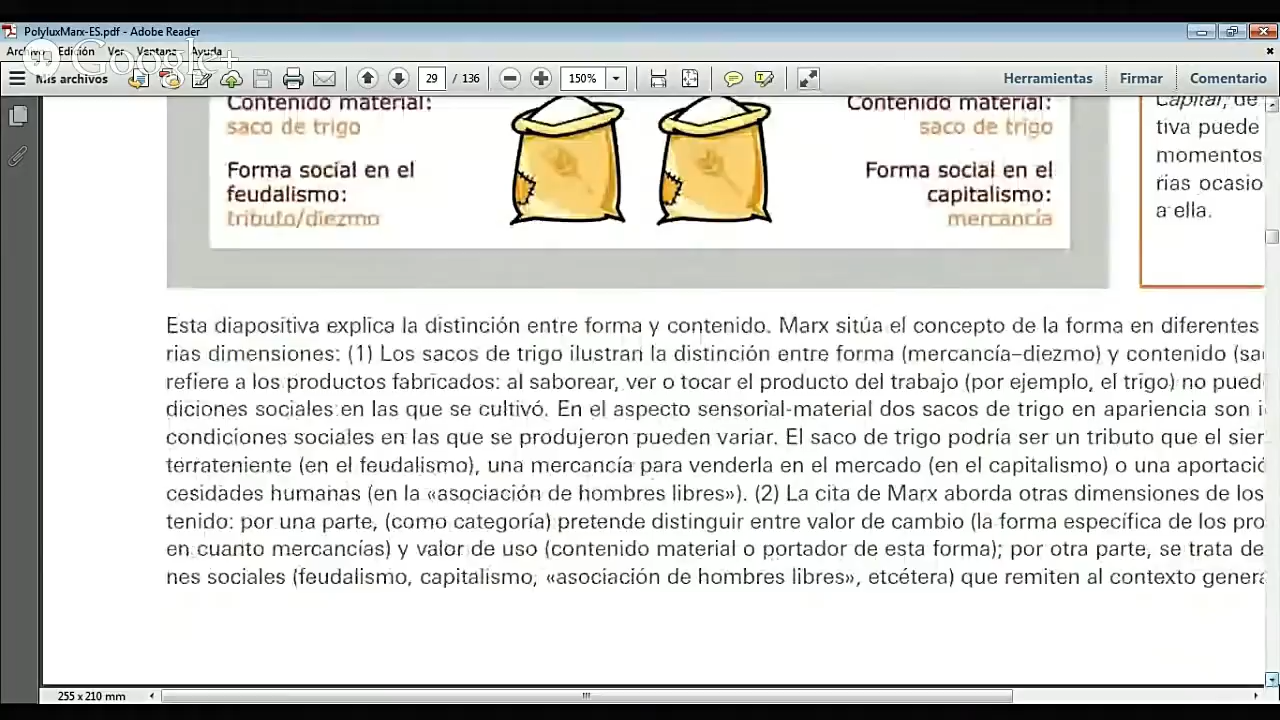 PolyluxMarx-ES.pdf - Adobe Reader
Archivo Edición Ver Ventana Ayuda
Google+
Mis archivos
29 / 136
150%
Herramientas
Firmar
Comentario
Contenido material:
saco de trigo
Forma social en el
feudalismo:
tributo/diezmo
Contenido material:
saco de trigo
Forma social en el
capitalismo:
mercancía
Capital, de
tiva puede
momentos
rias ocasio
a ella.
Esta diapositiva explica la distinción entre forma y contenido. Marx sitúa el concepto de la forma en diferentes
rias dimensiones: (1) Los sacos de trigo ilustran la distinción entre forma (mercancía–diezmo) y contenido (sa
refiere a los productos fabricados: al saborear, ver o tocar el producto del trabajo (por ejemplo, el trigo) no pued
diciones sociales en las que se cultivó. En el aspecto sensorial-material dos sacos de trigo en apariencia son i
condiciones sociales en las que se produjeron pueden variar. El saco de trigo podría ser un tributo que el sier
terrateniente (en el feudalismo), una mercancía para venderla en el mercado (en el capitalismo) o una aportació
cesidades humanas (en la «asociación de hombres libres»). (2) La cita de Marx aborda otras dimensiones de los
tenido: por una parte, (como categoría) pretende distinguir entre valor de cambio (la forma específica de los pro
en cuanto mercancías) y valor de uso (contenido material o portador de esta forma); por otra parte, se trata de
nes sociales (feudalismo, capitalismo, «asociación de hombres libres», etcétera) que remiten al contexto genera
255 x 210 mm